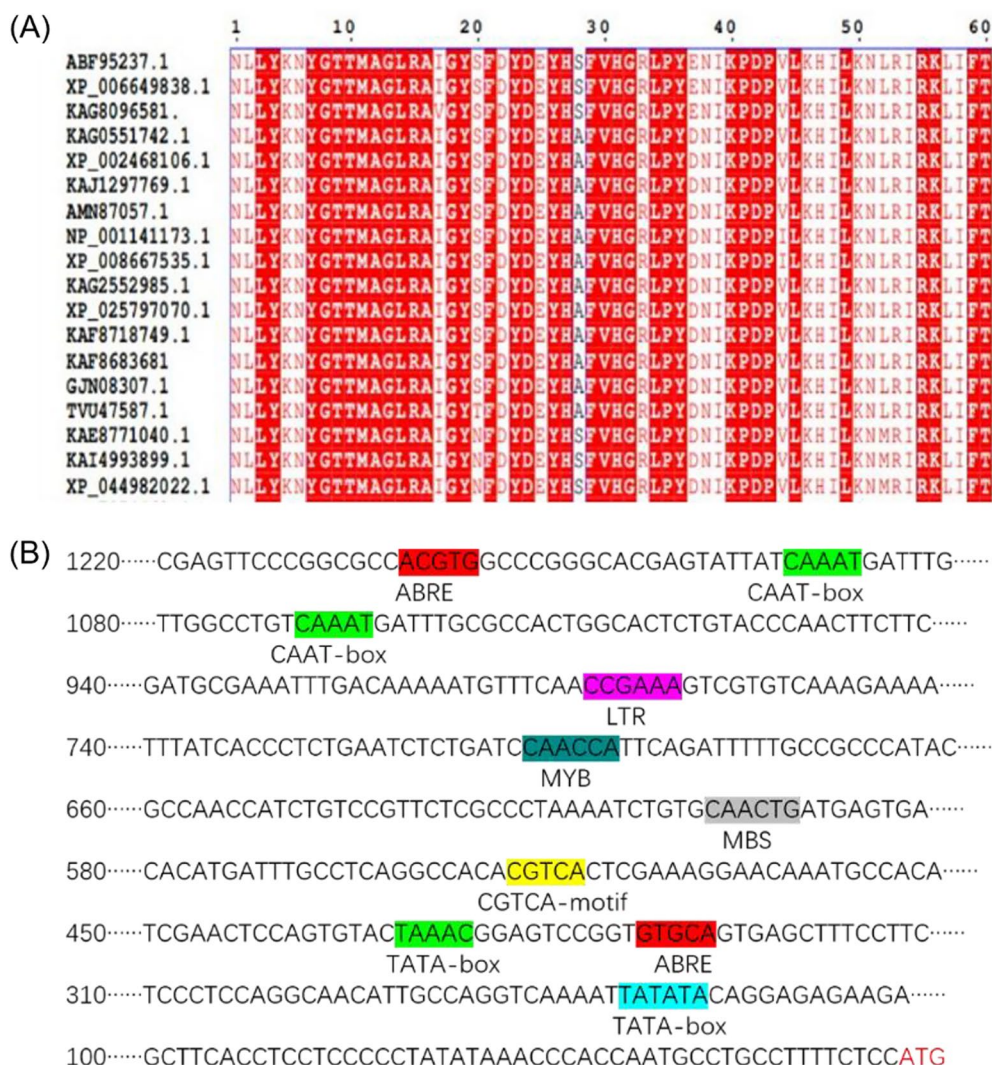 (A)
1 10 20 30 40 50 60
ABF95237.1 NLLYKNYGTTMAGLRAIGYSFDYDEYHSFVHGRLPYENIKPDPVLKHILKNLRIRKLIFT
XP_006649838.1 NLLYKNYGTTMAGLRAIGYSFDYDEYHSFVHGRLPYENIKPDPVLKHILKNLRIRKLIFT
KAG8096581. NLLYKNYGTTMAGLRAVGYSFDYDEYHSFVHGRLPYENIKPDPVLKHILKNLRIRKLIFT
KAG0551742.1 NLLYKNYGTTMAGLRAIGYSFDYDEYHAFVHGRLPYDNIKPDPVLKHILKNLRIRKLIFT
XP_002468106.1 NLLYKNYGTTMAGLRAIGYSFDYDEYHAFVHGRLPYDNIKPDPVLKHILKNLRIRKLIFT
KAJ1297769.1 NLLYKNYGTTMAGLRAIGYSFDYDEYHAFVHGRLPYDNIKPDPVLKHILKNLRIRKLIFT
AMN87057.1 NLLYKNYGTTMAGLRAIGYSFDYDEYHAFVHGRLPYDNIKPDPVLKHILKNLRIRKLIFT
NP_001141173.1 NLLYKNYGTTMAGLRAIGYSFDYDEYHAFVHGRLPYDNIKPDPVLKHILKNLRIRKLIFT
XP_008667535.1 NLLYKNYGTTMAGLRAIGYSFDYDEYHAFVHGRLPYDNIKPDPVLKHILKNLRIRKLIFT
KAG2552985.1 NLLYKNYGTTMAGLRAIGYSFDYDEYHAFVHGRLPYDNIKPDPVLKHILKNLRIRKLIFT
XP_025797070.1 NLLYKNYGTTMAGLRAIGYSFDYDEYHAFVHGRLPYDNIKPDPVLKHILKNLRIRKLIFT
KAF8718749.1 NLLYKNYGTTMAGLRAIGYSFDYDEYHAFVHGRLPYDNIKPDPVLKHILKNLRIRKLIFT
KAF8683681 NLLYKNYGTTMAGLRAIGYSFDYDEYHAFVHGRLPYDNIKPDPVLKHILKNLRIRKLIFT
GJN08307.1 NLLYKNYGTTMAGLRAIGYSFDYDEYHAFVHGRLPYDNIKPDPVLKHILKNLRIRKLIFT
TVU47587.1 NLLYKNYGTTMAGLRAIGYTFDYDEYHAFVHGRLPYDNIKPDPVLKHILKNLRIRKLIFT
KAE8771040.1 NLLYKNYGTTMAGLRAIGYNFDYDEYHSFVHGRLPYDNIKPDPVLKHILKNMRIRKLIFT
KAI4993899.1 NLLYKNYGTTMAGLRAIGYNFDYDEYHSFVHGRLPYDNIKPDPVLKHILKNMRIRKLIFT
XP_044982022.1 NLLYKNYGTTMAGLRAIGYNFDYDEYHSFVHGRLPYDNIKPDPVLKHILKNMRIRKLIFT
(B)
1220······CGAGTTCCCGGCGCCACGTGGCCCGGGCACGAGTATTATCAAATGATTTG······
ABRE CAAT-box
1080······TTGGCCTGTCAAATGATTTGCGCCACTGGCACTCTGTACCCAACTTCTTC······
CAAT-box
940······GATGCGAAATTTGACAAAAATGTTTCAACCGAAAGTCGTGTCAAAGAAAA······
LTR
740······TTTATCACCCTCTGAATCTCTGATCCAACCATTCAGATTTTTGCCGCCCATAC······
MYB
660······GCCAACCATCTGTCCGTTCTCGCCCTAAAATCTGTGCAACTGATGAGTGA······
MBS
580······CACATGATTTGCCTCAGGCCACACGTCACTCGAAAGGAACAAATGCCACA······
CGTCA-motif
450······TCGAACTCCAGTGTACTAAACGGAGTCCGGTGTGCAGTGAGCTTTCCTTC······
TATA-box ABRE
310······TCCCTCCAGGCAACATTGCCAGGTCAAAATTATATACAGGAGAGAAGA······
TATA-box
100······GCTTCACCTCCTCCCCCTATATAAACCCACCAATGCCTGCCTTTTCTCCATG